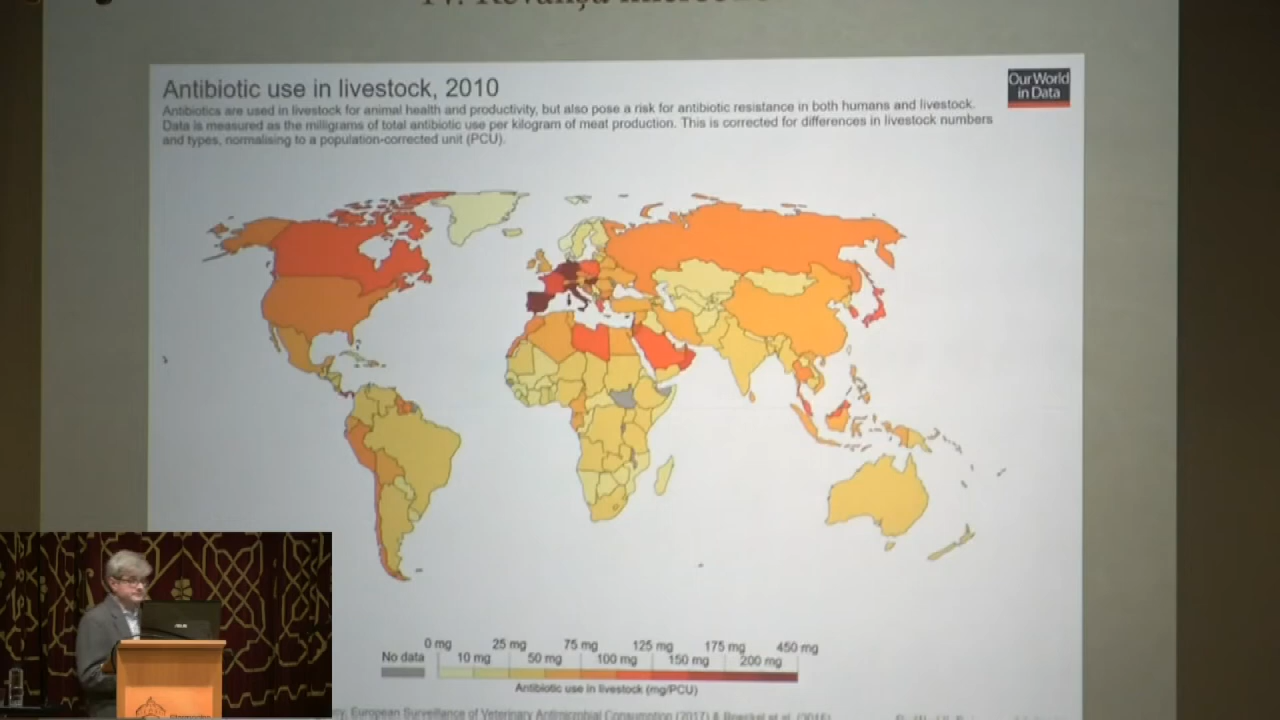 Antibiotic use in livestock, 2010
Our World
in Data
Antibiotics are used in livestock for animal health and productivity, but also pose a risk for antibiotic resistance in both humans and livestock.
Data is measured as the milligrams of total antibiotic use per kilogram of meat production. This is corrected for differences in livestock numbers
and types, normalising to a population-corrected unit (PCU).
0 mg 25 mg 75 mg 125 mg 175 mg 450 mg
No data 10 mg 50 mg 100 mg 150 mg 200 mg
Antibiotic use in livestock (mg/PCU)
European Surveillance of Veterinary Antimicrobial Consumption (2017) &